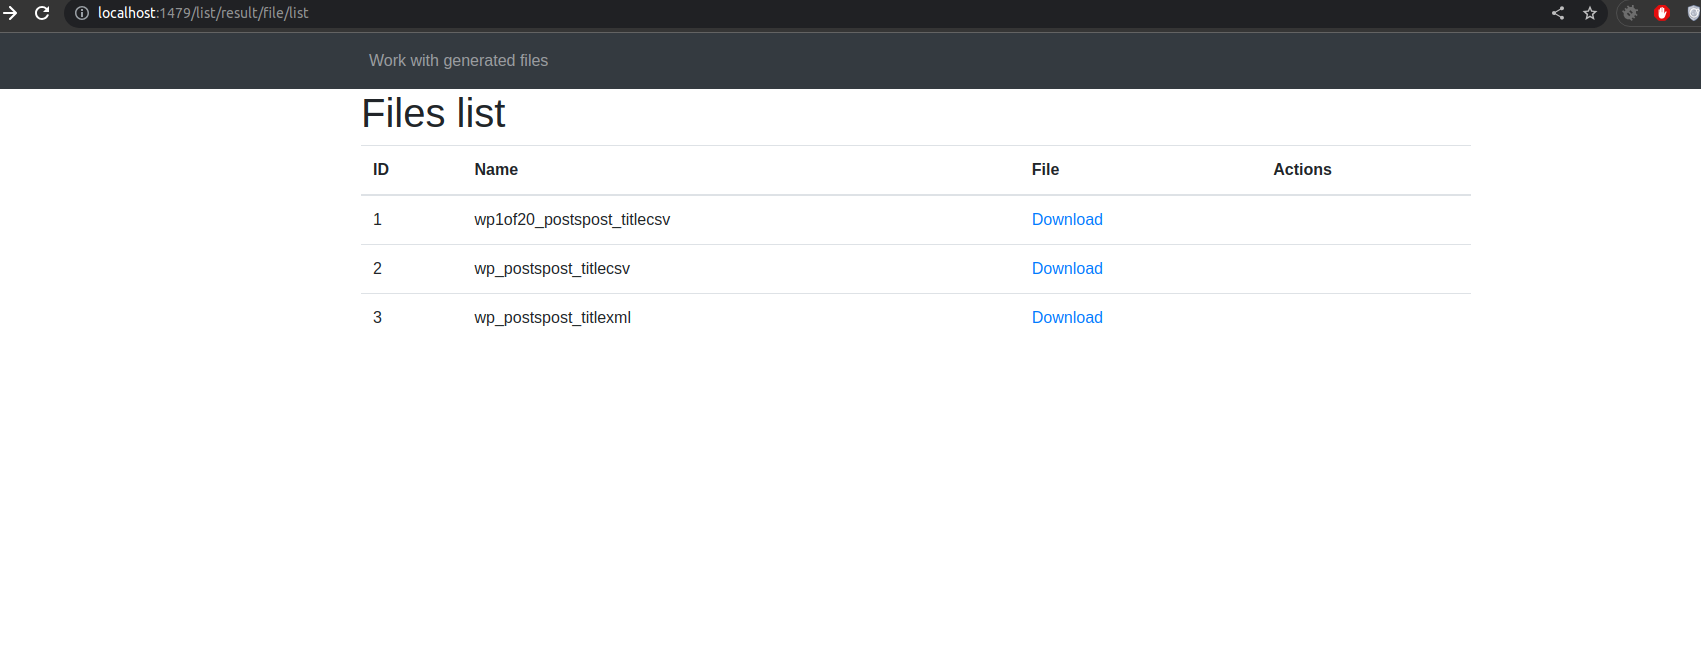 localhost:1479/list/result/file/list
Work with generated files
Files list
ID Name File Actions
1 wp1of20_postspost_titlecsv Download
2 wp_postspost_titlecsv Download
3 wp_postspost_titlexml Download